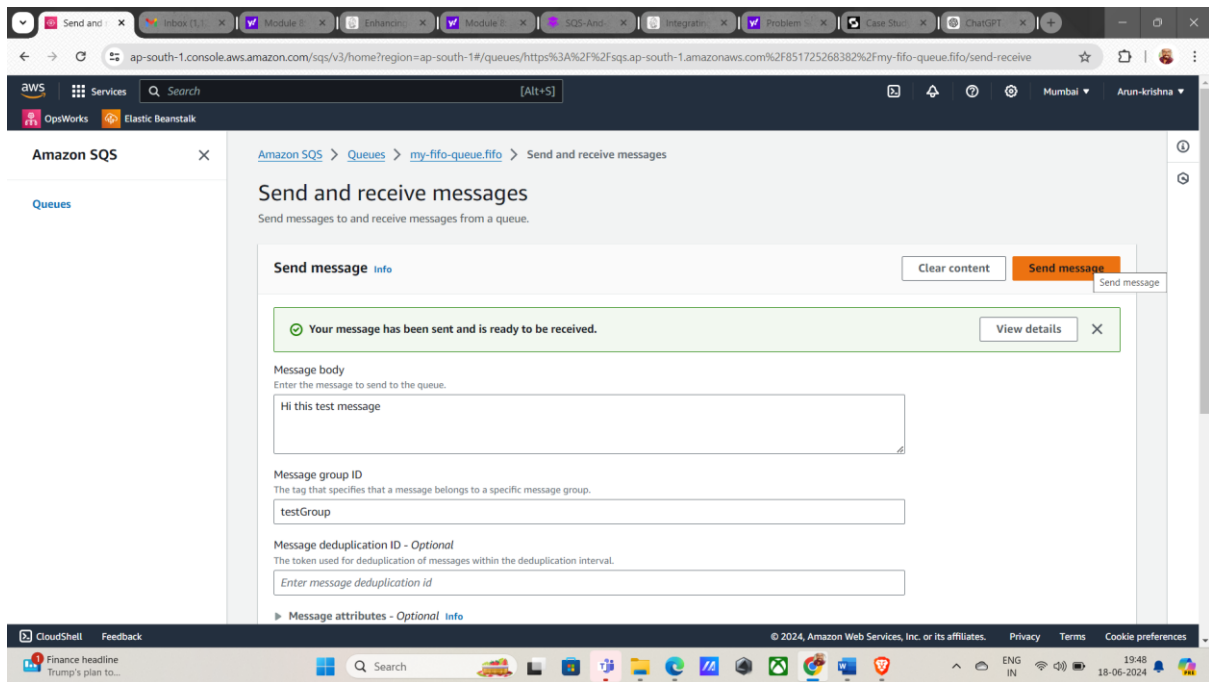 Send and
Inbox (1,1
Module 8
Enhancing
Module 8
SQS-And-
Integrating
Problem S
Case Stud
ChatGPT
ap-south-1.console.aws.amazon.com/sqs/v3/home?region=ap-south-1#/queues/https%3A%2F%2Fsqs.ap-south-1.amazonaws.com%2F851725268382%2Fmy-fifo-queue.fifo/send-receive
aws Services Search [Alt+S] Mumbai Arun-krishna
OpsWorks Elastic Beanstalk
Amazon SQS
Queues
Amazon SQS > Queues > my-fifo-queue.fifo > Send and receive messages
Send and receive messages
Send messages to and receive messages from a queue.
Send message Info
Clear content
Send message
Send message
Your message has been sent and is ready to be received.
View details
Message body
Enter the message to send to the queue.
Hi this test message
Message group ID
The tag that specifies that a message belongs to a specific message group.
testGroup
Message deduplication ID - Optional
The token used for deduplication of messages within the deduplication interval.
Enter message deduplication id
Message attributes - Optional Info
CloudShell Feedback © 2024, Amazon Web Services, Inc. or its affiliates. Privacy Terms Cookie preferences
1
Finance headline
Trump's plan to...
Search
ENG
IN
19:48
18-06-2024